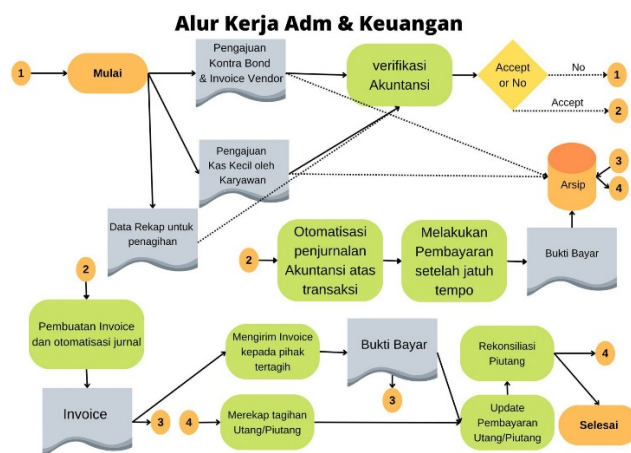 Alur Kerja Adm & Keuangan
1
Mulai
Pengajuan
Kontra Bond
& Invoice Vendor
verifikasi
Akuntansi
Accept
or No
No
1
Accept
2
Pengajuan
Kas Kecil oleh
Karyawan
3
4
Arsip
Data Rekap untuk
penagihan
2
Otomatisasi
penjurnalan
Akuntansi atas
transaksi
Melakukan
Pembayaran
setelah jatuh
tempo
Bukti Bayar
2
Pembuatan Invoice
dan otomatisasi jurnal
Mengirim Invoice
kepada pihak
tertagih
Bukti Bayar
Rekonsiliasi
Piutang
4
3
Invoice
3
4
Merekap tagihan
Utang/Piutang
Update
Pembayaran
Utang/Piutang
Selesai